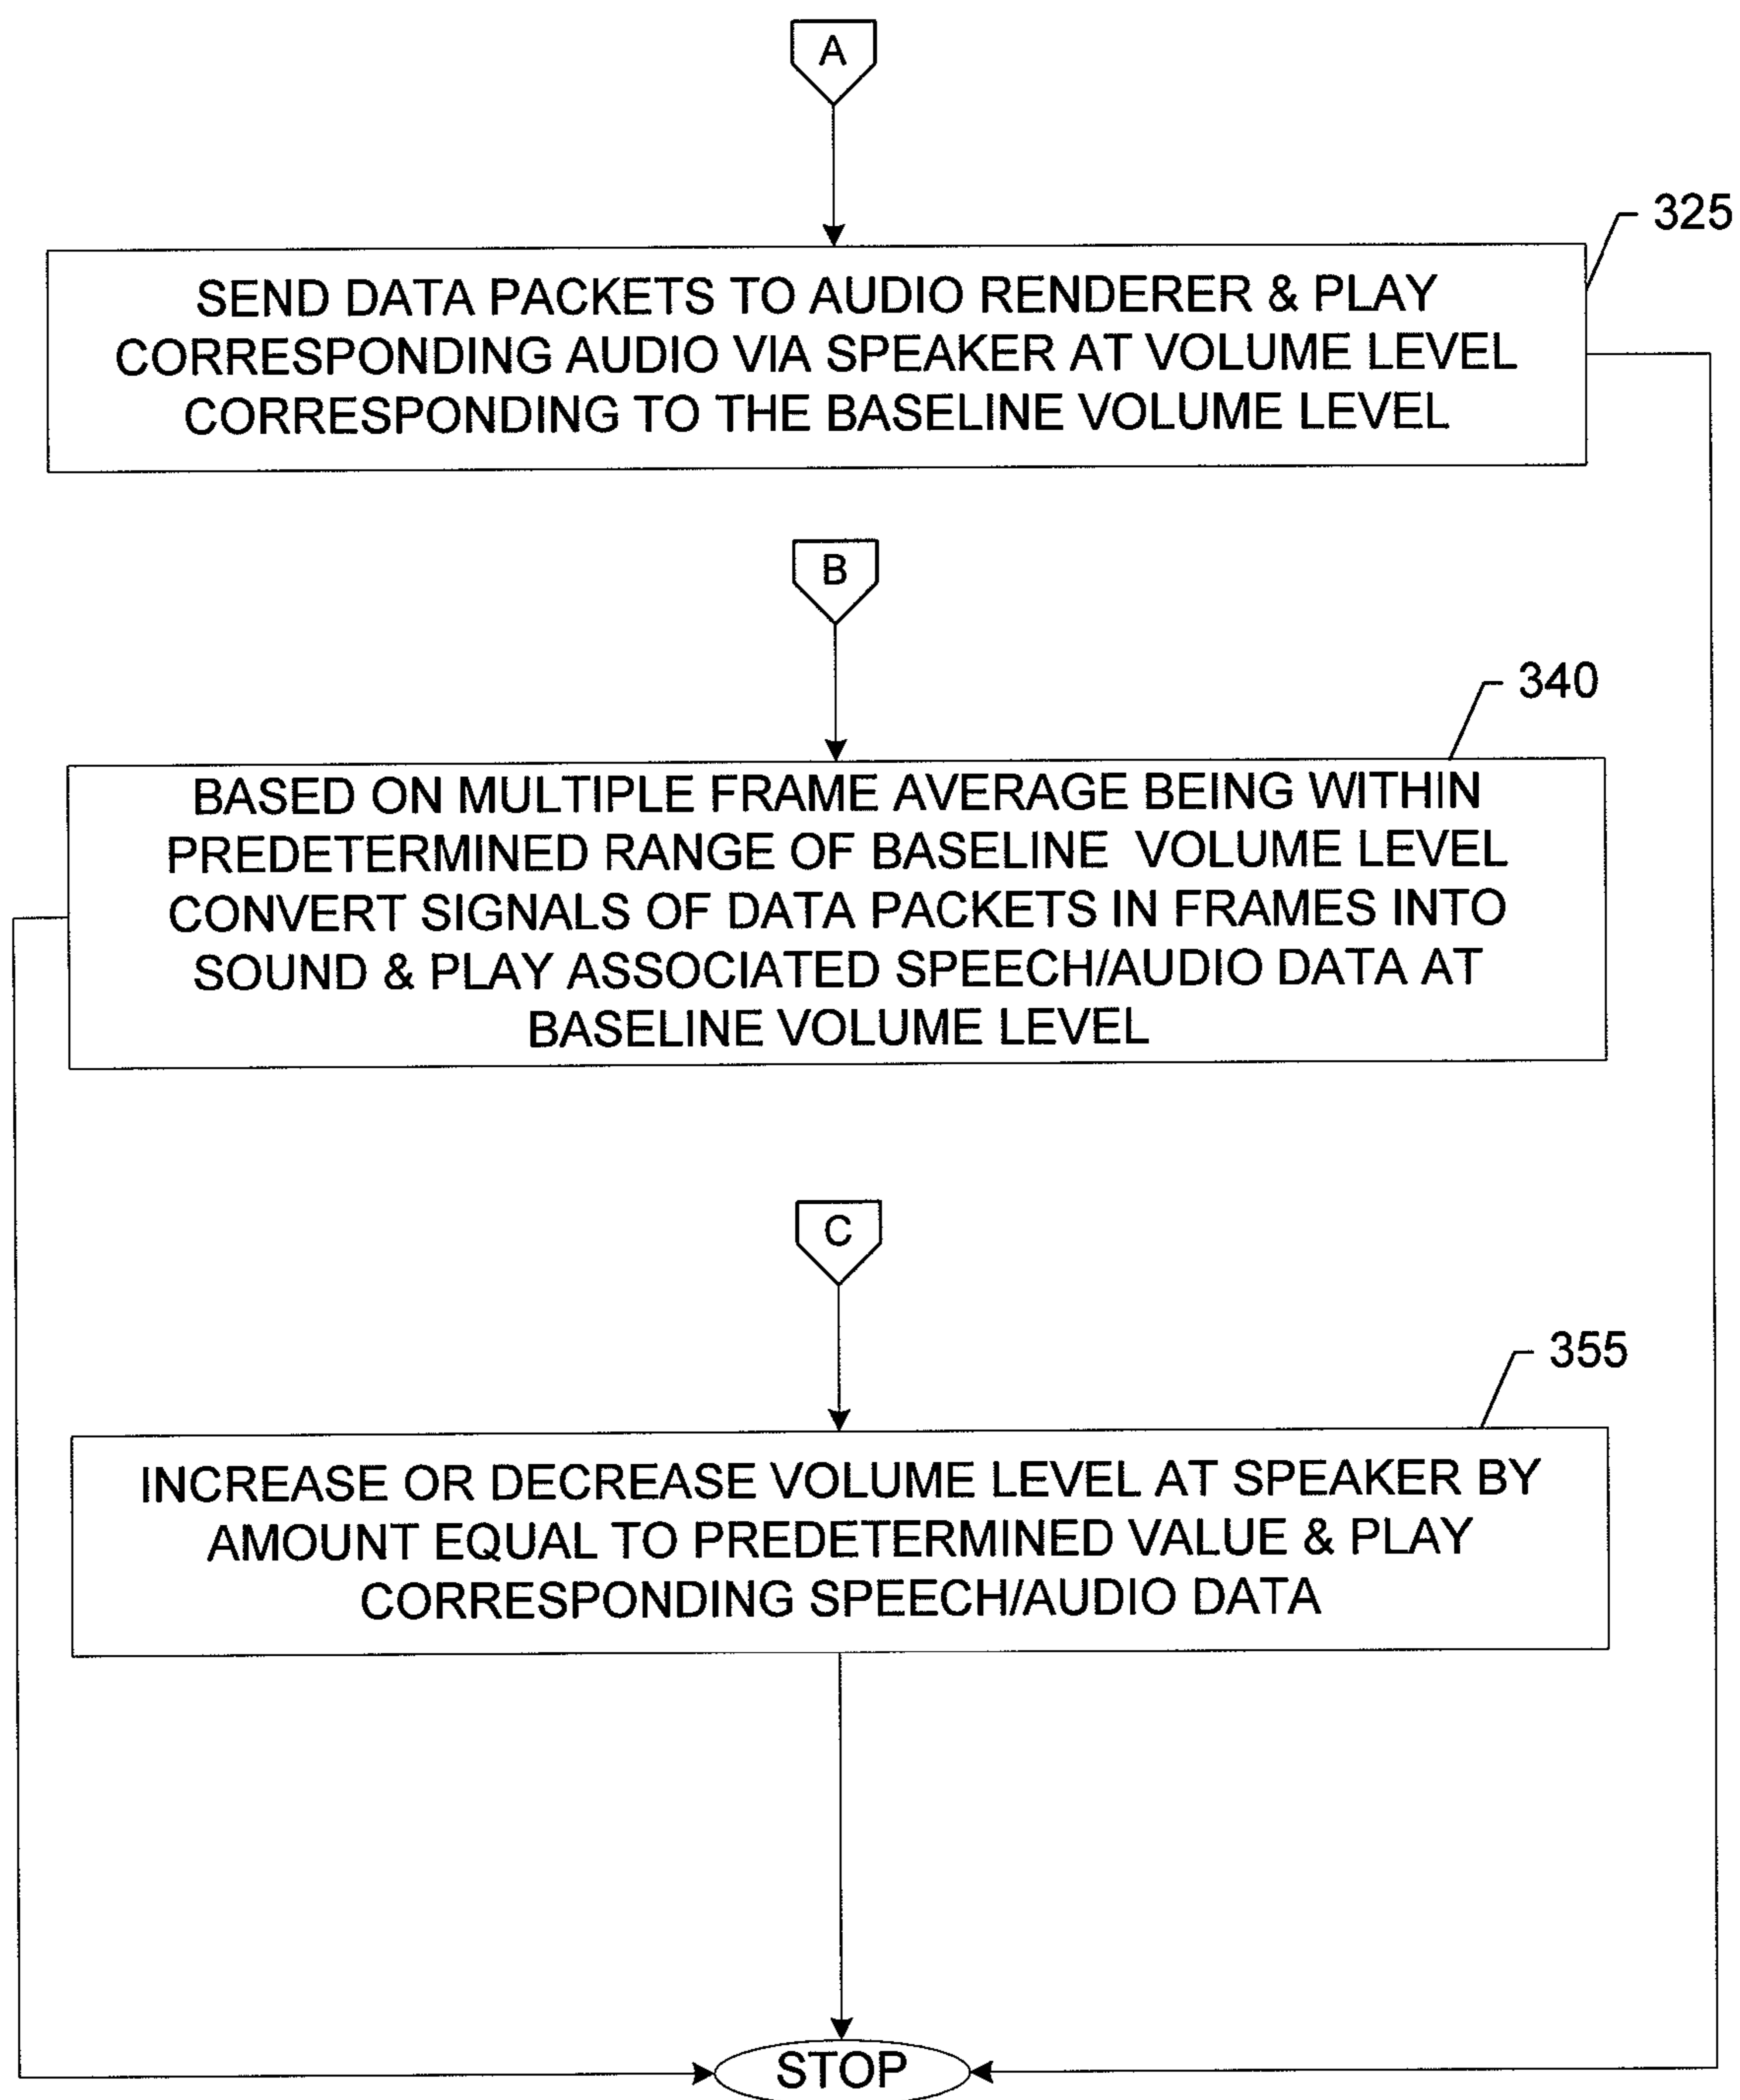 A
325
SEND DATA PACKETS TO AUDIO RENDERER & PLAY
CORRESPONDING AUDIO VIA SPEAKER AT VOLUME LEVEL
CORRESPONDING TO THE BASELINE VOLUME LEVEL
B
340
BASED ON MULTIPLE FRAME AVERAGE BEING WITHIN
PREDETERMINED RANGE OF BASELINE VOLUME LEVEL
CONVERT SIGNALS OF DATA PACKETS IN FRAMES INTO
SOUND & PLAY ASSOCIATED SPEECH/AUDIO DATA AT
BASELINE VOLUME LEVEL
C
355
INCREASE OR DECREASE VOLUME LEVEL AT SPEAKER BY
AMOUNT EQUAL TO PREDETERMINED VALUE & PLAY
CORRESPONDING SPEECH/AUDIO DATA
STOP